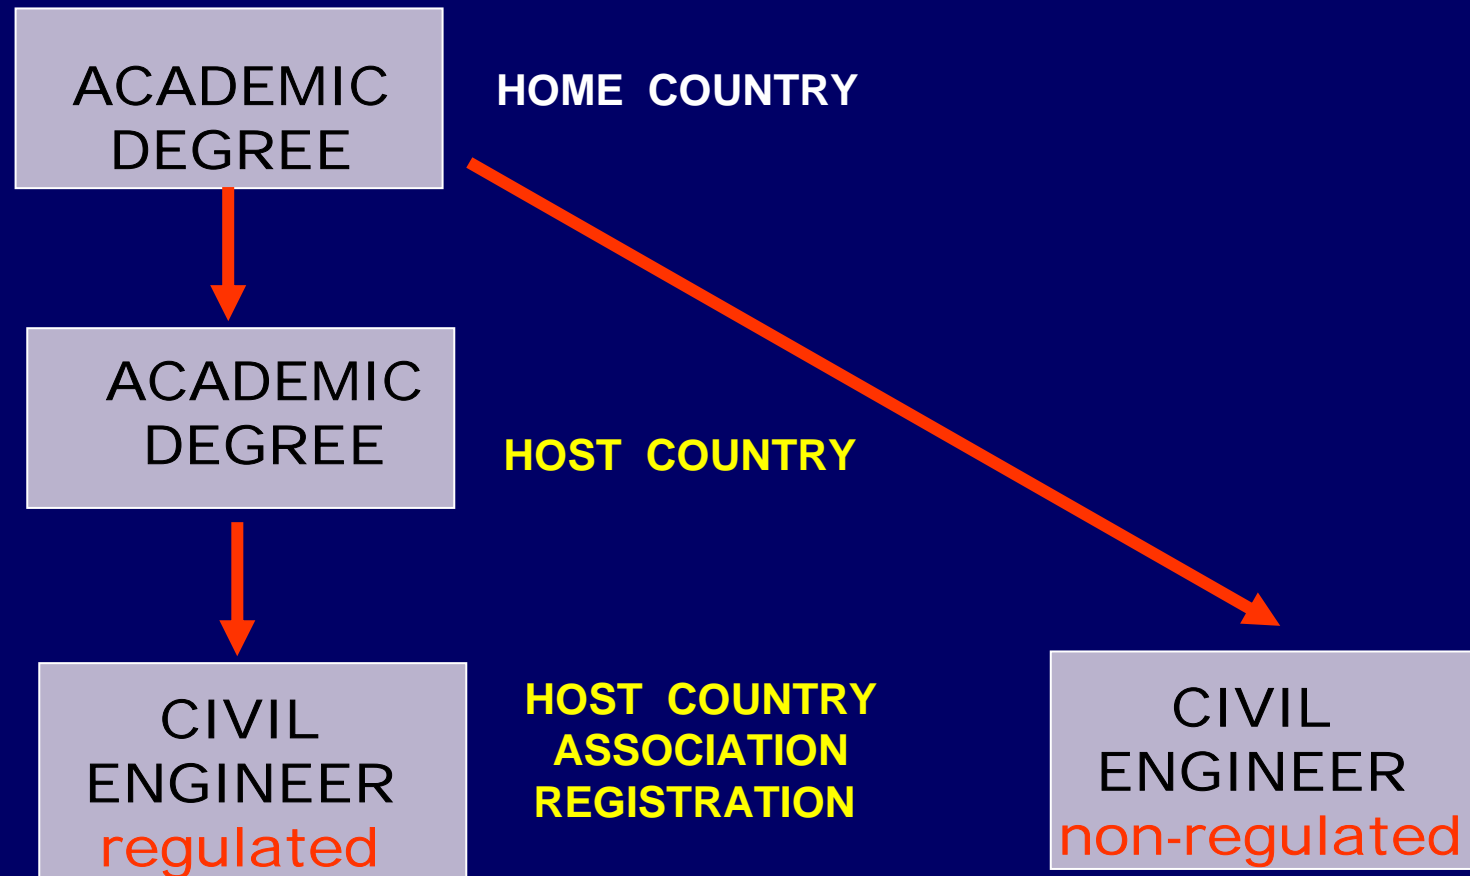 ACADEMIC
DEGREE
HOME COUNTRY
ACADEMIC
DEGREE
HOST COUNTRY
CIVIL
ENGINEER
regulated
HOST COUNTRY
ASSOCIATION
REGISTRATION
CIVIL
ENGINEER
non-regulated